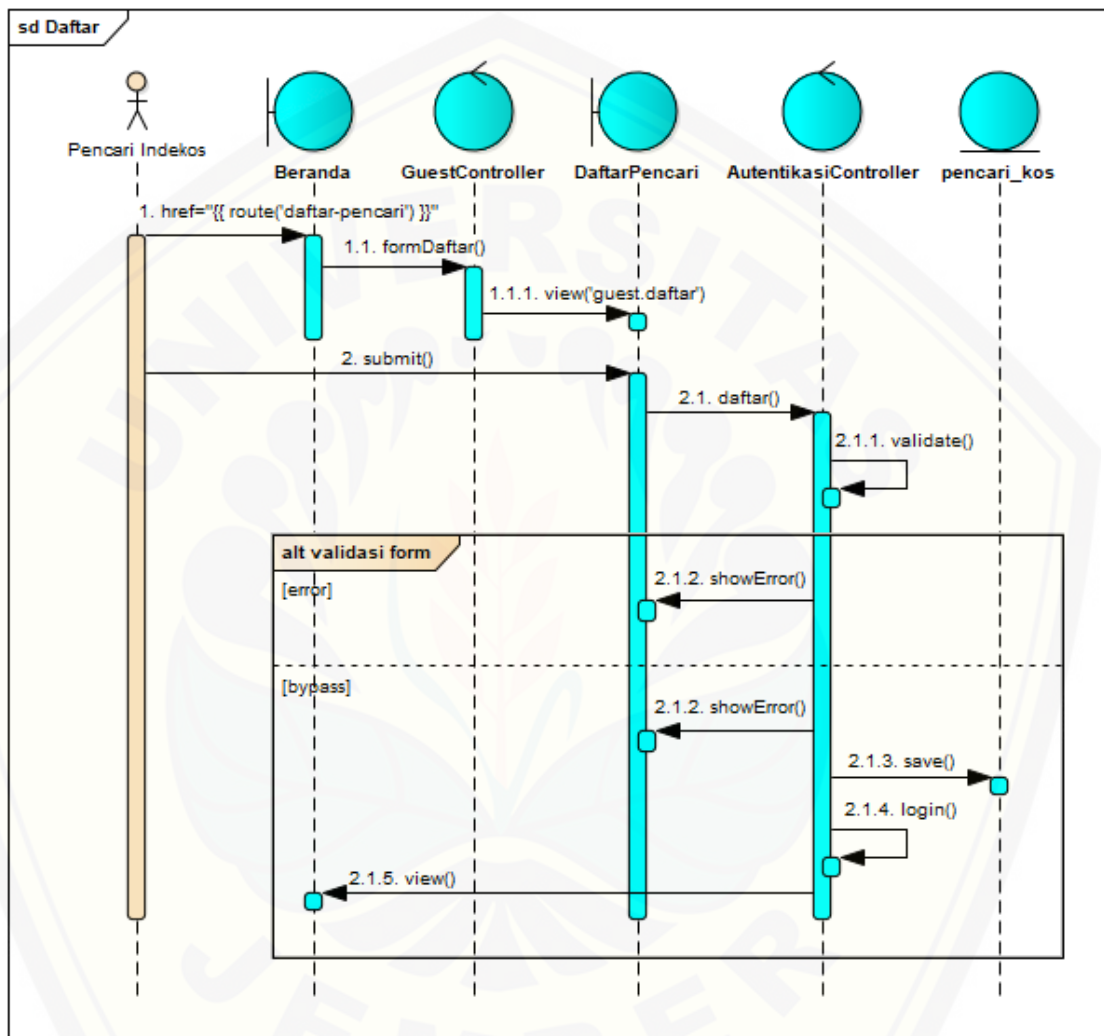 sd Daftar
Pencari Indekos
Beranda
GuestController
DaftarPencari
AutentikasiController
pencari_kos
1. href="{{ route('daftar-pencari') }}"
1.1. formDaftar()
1.1.1. view('guest.daftar')
2. submit()
2.1. daftar()
2.1.1. validate()
alt validasi form
[error]
2.1.2. showError()
[bypass]
2.1.2. showError()
2.1.3. save()
2.1.4. login()
2.1.5. view()
UNIVERSITAS
JEMBER